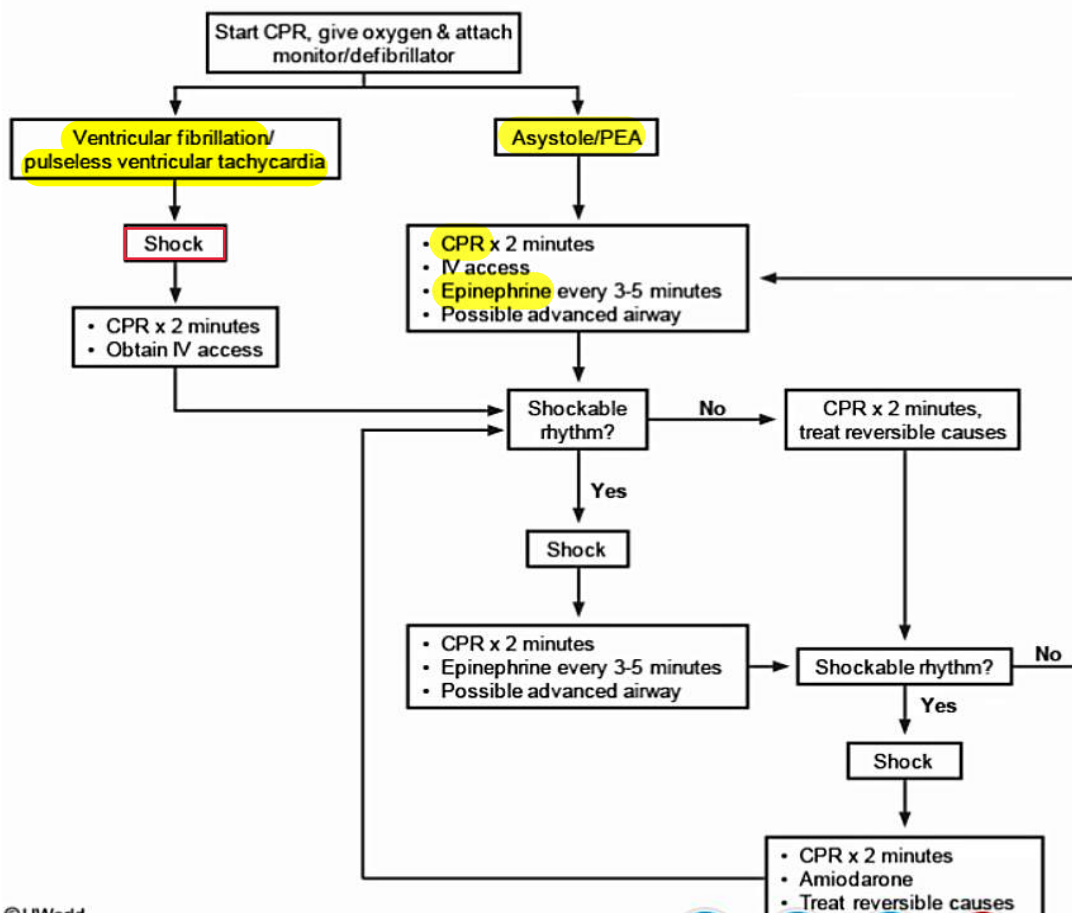 Start CPR, give oxygen & attach
monitor/defibrillator
Ventricular fibrillation/
pulseless ventricular tachycardia
Asystole/PEA
Shock
• CPR x 2 minutes
• IV access
• Epinephrine every 3-5 minutes
• Possible advanced airway
• CPR x 2 minutes
• Obtain IV access
Shockable
rhythm?
No
CPR x 2 minutes,
treat reversible causes
Yes
Shock
• CPR x 2 minutes
• Epinephrine every 3-5 minutes
• Possible advanced airway
Shockable rhythm?
No
Yes
Shock
• CPR x 2 minutes
• Amiodarone
• Treat reversible causes
©UWorld